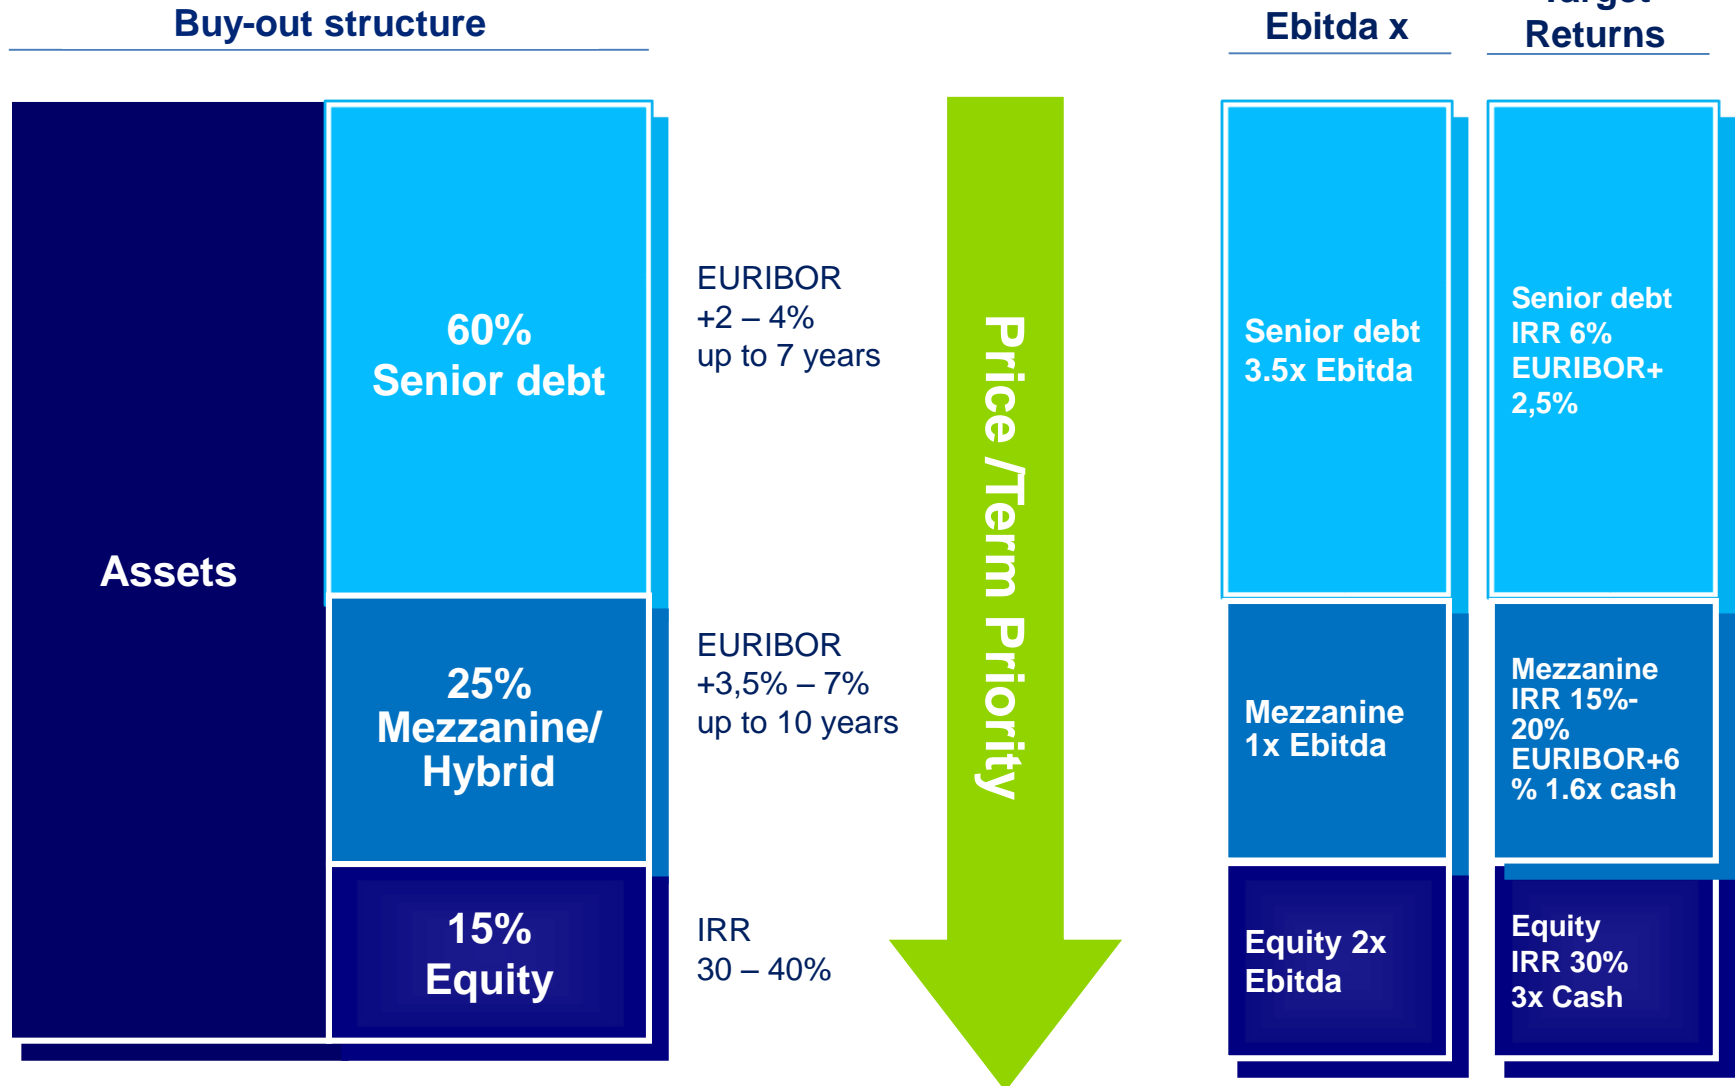 Buy-out structure
Ebitda x
Target
Returns
Assets
60%
Senior debt
25%
Mezzanine/
Hybrid
15%
Equity
EURIBOR
+2 – 4%
up to 7 years
EURIBOR
+3,5% – 7%
up to 10 years
IRR
30 – 40%
Price /Term Priority
Senior debt
3.5x Ebitda
Mezzanine
1x Ebitda
Equity 2x
Ebitda
Senior debt
IRR 6%
EURIBOR+
2,5%
Mezzanine
IRR 15%-
20%
EURIBOR+6
% 1.6x cash
Equity
IRR 30%
3x Cash